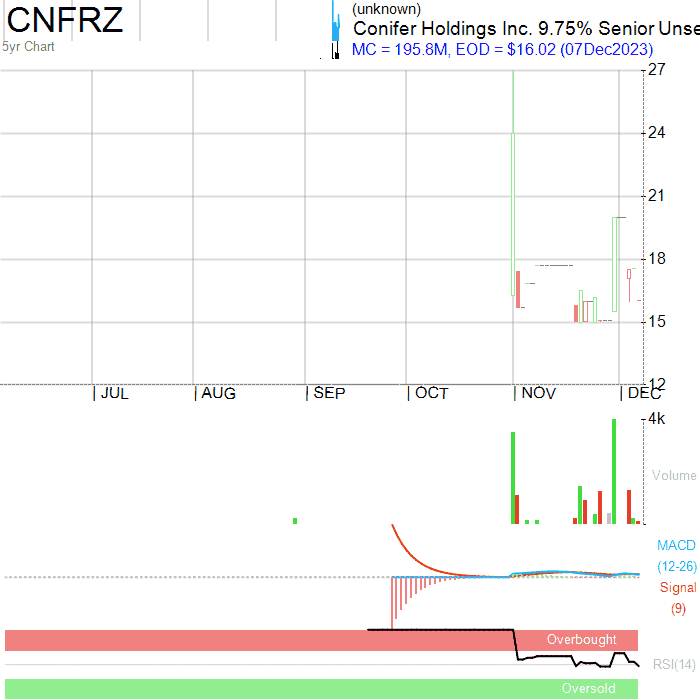 CNFRZ
5yr Chart
(unknown)
Conifer Holdings Inc. 9.75% Senior Unse
MC = 195.8M, EOD = $16.02 (07Dec2023)
27
24
21
18
15
12
JUL AUG SEP OCT NOV DEC
4k
Volume
MACD
(12-26)
Signal
(9)
Overbought
RSI(14)
Oversold